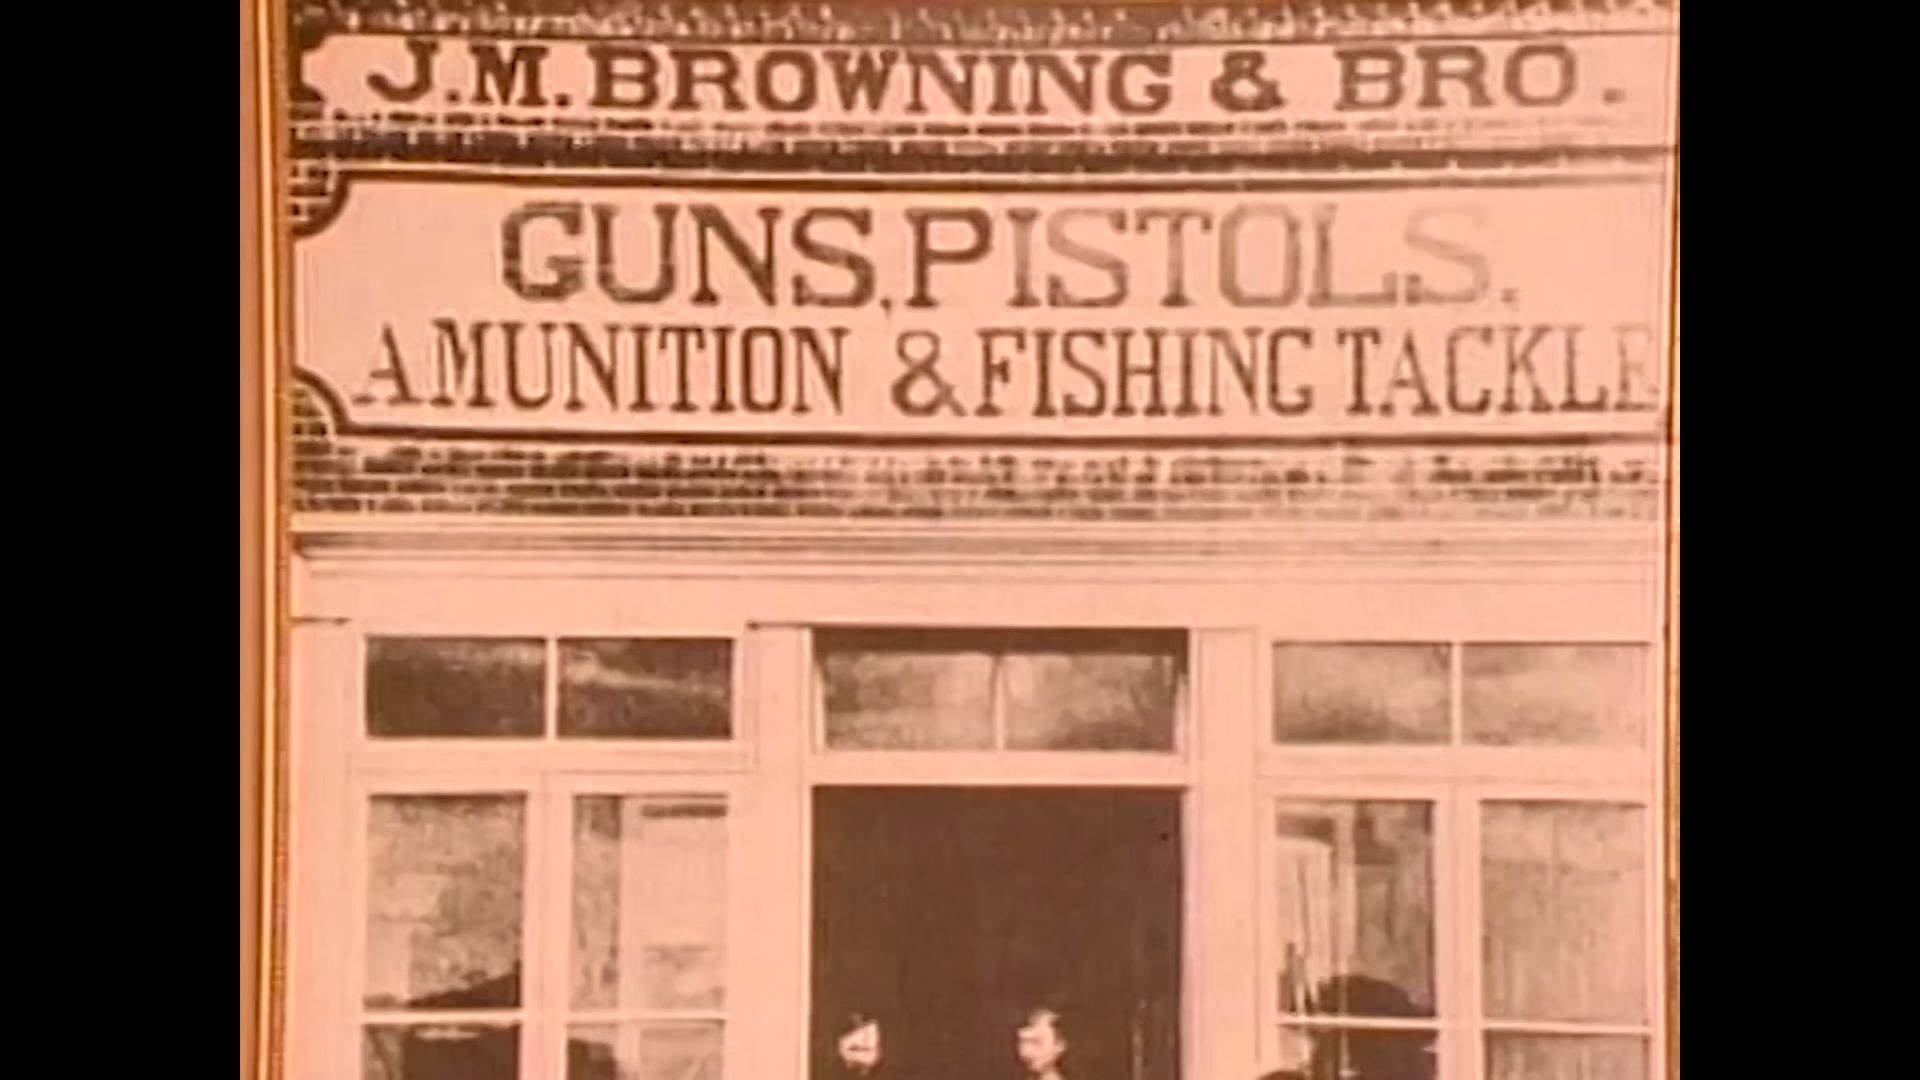 J.M. BROWNING & BRO.
GUNS, PISTOLS,
AMUNITION & FISHING TACKLE